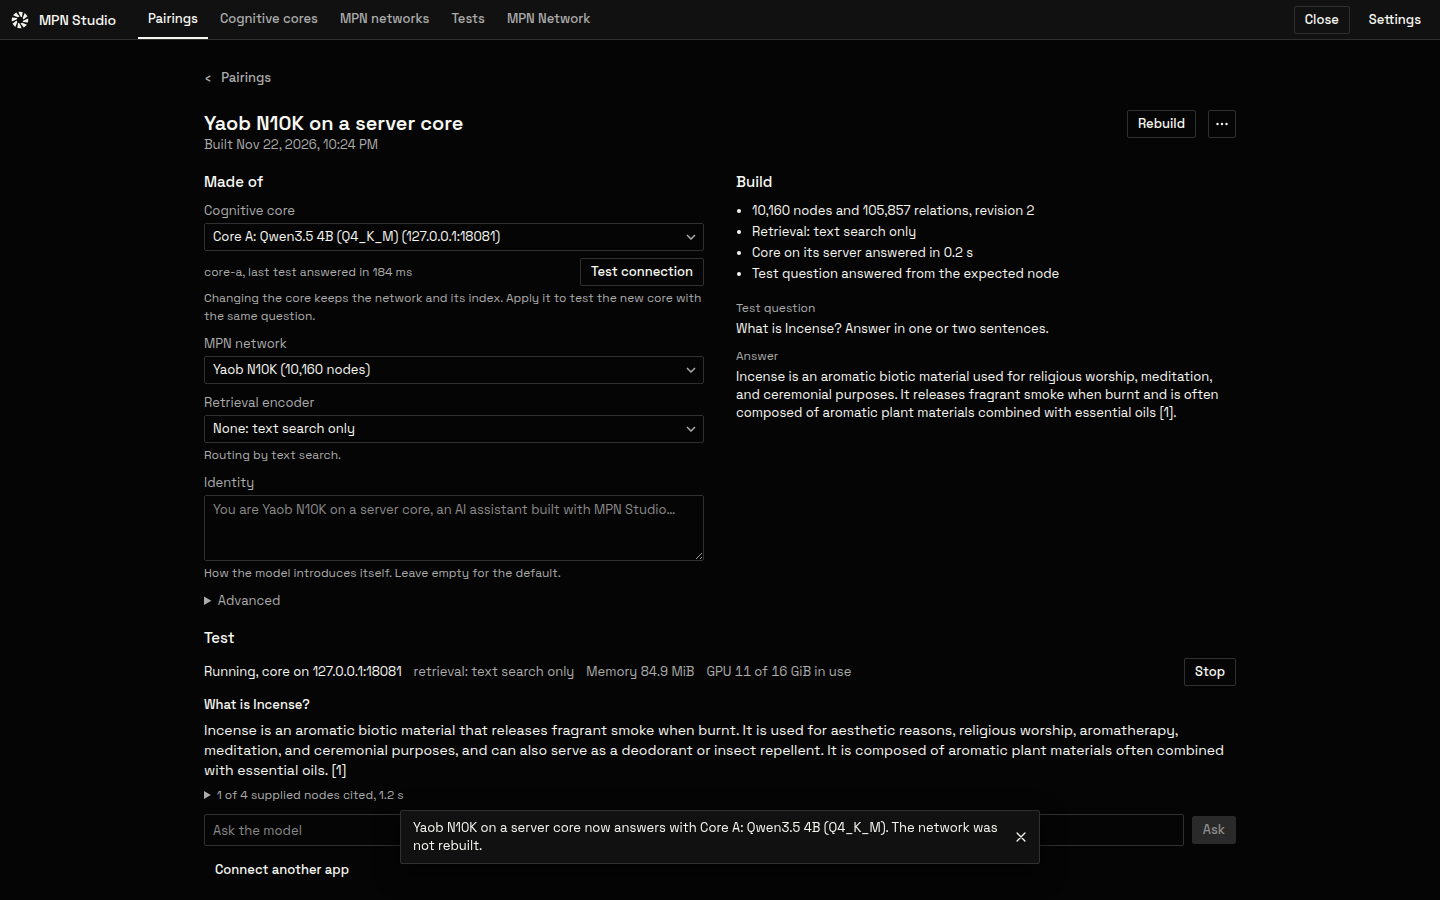 MPN Studio
Pairings
Cognitive cores
MPN networks
Tests
MPN Network
Close
Settings
< Pairings
Yaob N10K on a server core
Built Nov 22, 2026, 10:24 PM
Rebuild
...
Made of
Cognitive core
Core A: Qwen3.5 4B (Q4_K_M) (127.0.0.1:18081)
core-a, last test answered in 184 ms
Test connection
Changing the core keeps the network and its index. Apply it to test the new core with
the same question.
MPN network
Yaob N10K (10,160 nodes)
Retrieval encoder
None: text search only
Routing by text search.
Identity
You are Yaob N10K on a server core, an AI assistant built with MPN Studio...
How the model introduces itself. Leave empty for the default.
Advanced
Build
• 10,160 nodes and 105,857 relations, revision 2
• Retrieval: text search only
• Core on its server answered in 0.2 s
• Test question answered from the expected node
Test question
What is Incense? Answer in one or two sentences.
Answer
Incense is an aromatic biotic material used for religious worship, meditation,
and ceremonial purposes. It releases fragrant smoke when burnt and is often
composed of aromatic plant materials combined with essential oils [1].
Test
Running, core on 127.0.0.1:18081 retrieval: text search only Memory 84.9 MiB GPU 11 of 16 GiB in use
Stop
What is Incense?
Incense is an aromatic biotic material that releases fragrant smoke when burnt. It is used for aesthetic reasons, religious worship, aromatherapy,
meditation, and ceremonial purposes, and can also serve as a deodorant or insect repellent. It is composed of aromatic plant materials often combined
with essential oils. [1]
1 of 4 supplied nodes cited, 1.2 s
Ask the model
Ask
Yaob N10K on a server core now answers with Core A: Qwen3.5 4B (Q4_K_M). The network was
not rebuilt.
Connect another app